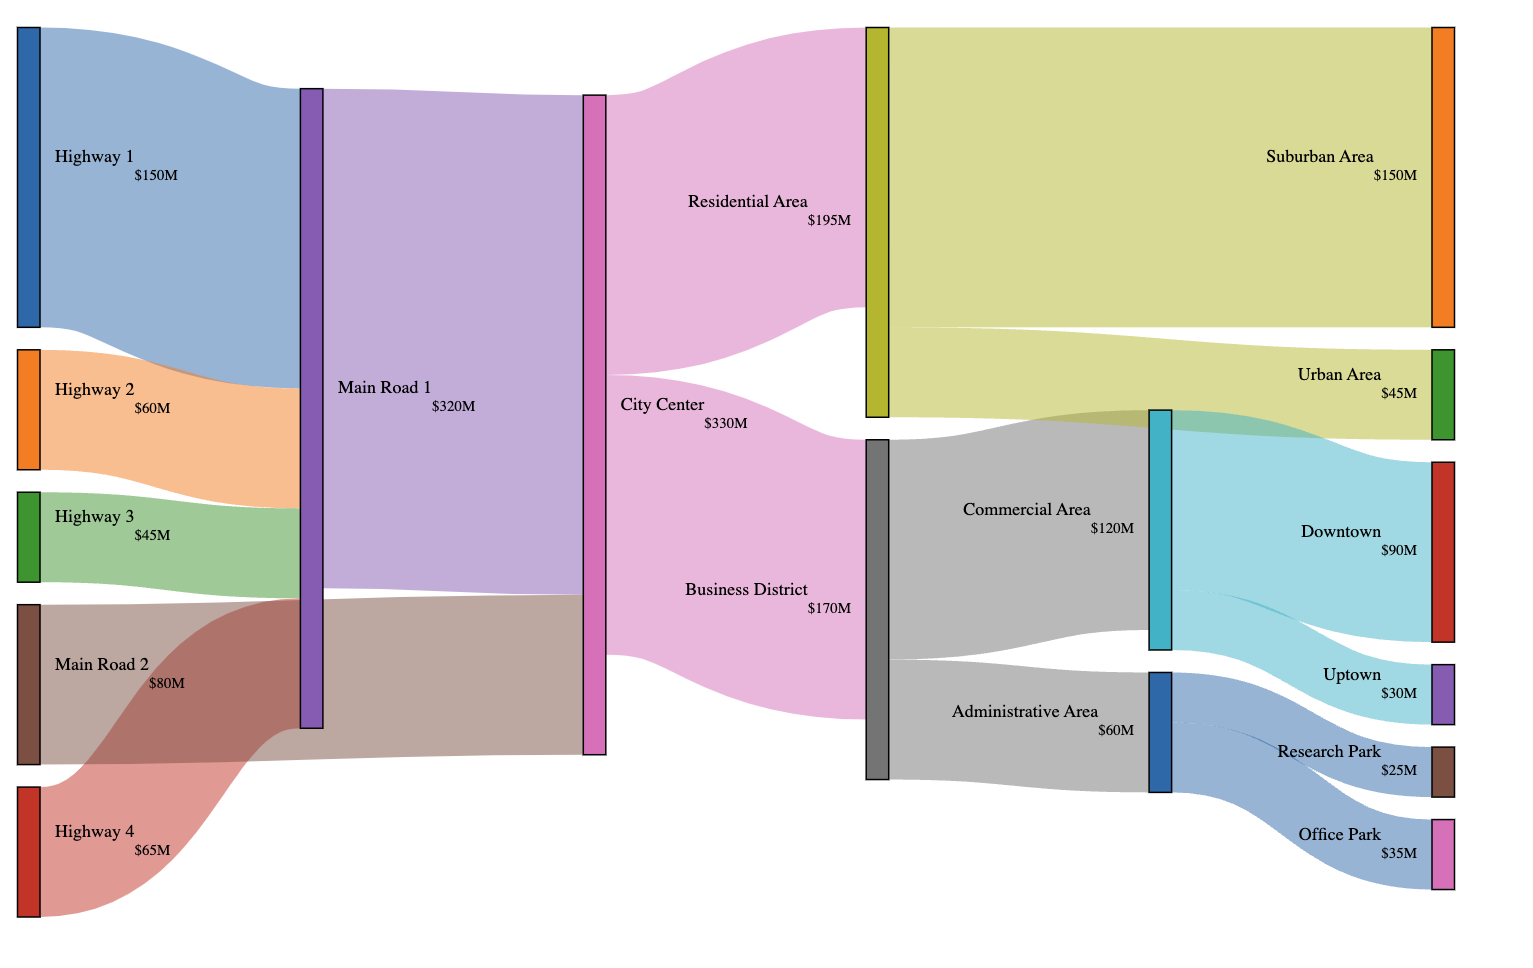 Highway 1
$150M
Highway 2
$60M
Highway 3
$45M
Main Road 2
$80M
Highway 4
$65M
Main Road 1
$320M
City Center
$330M
Residential Area
$195M
Business District
$170M
Commercial Area
$120M
Administrative Area
$60M
Suburban Area
$150M
Urban Area
$45M
Downtown
$90M
Uptown
$30M
Research Park
$25M
Office Park
$35M